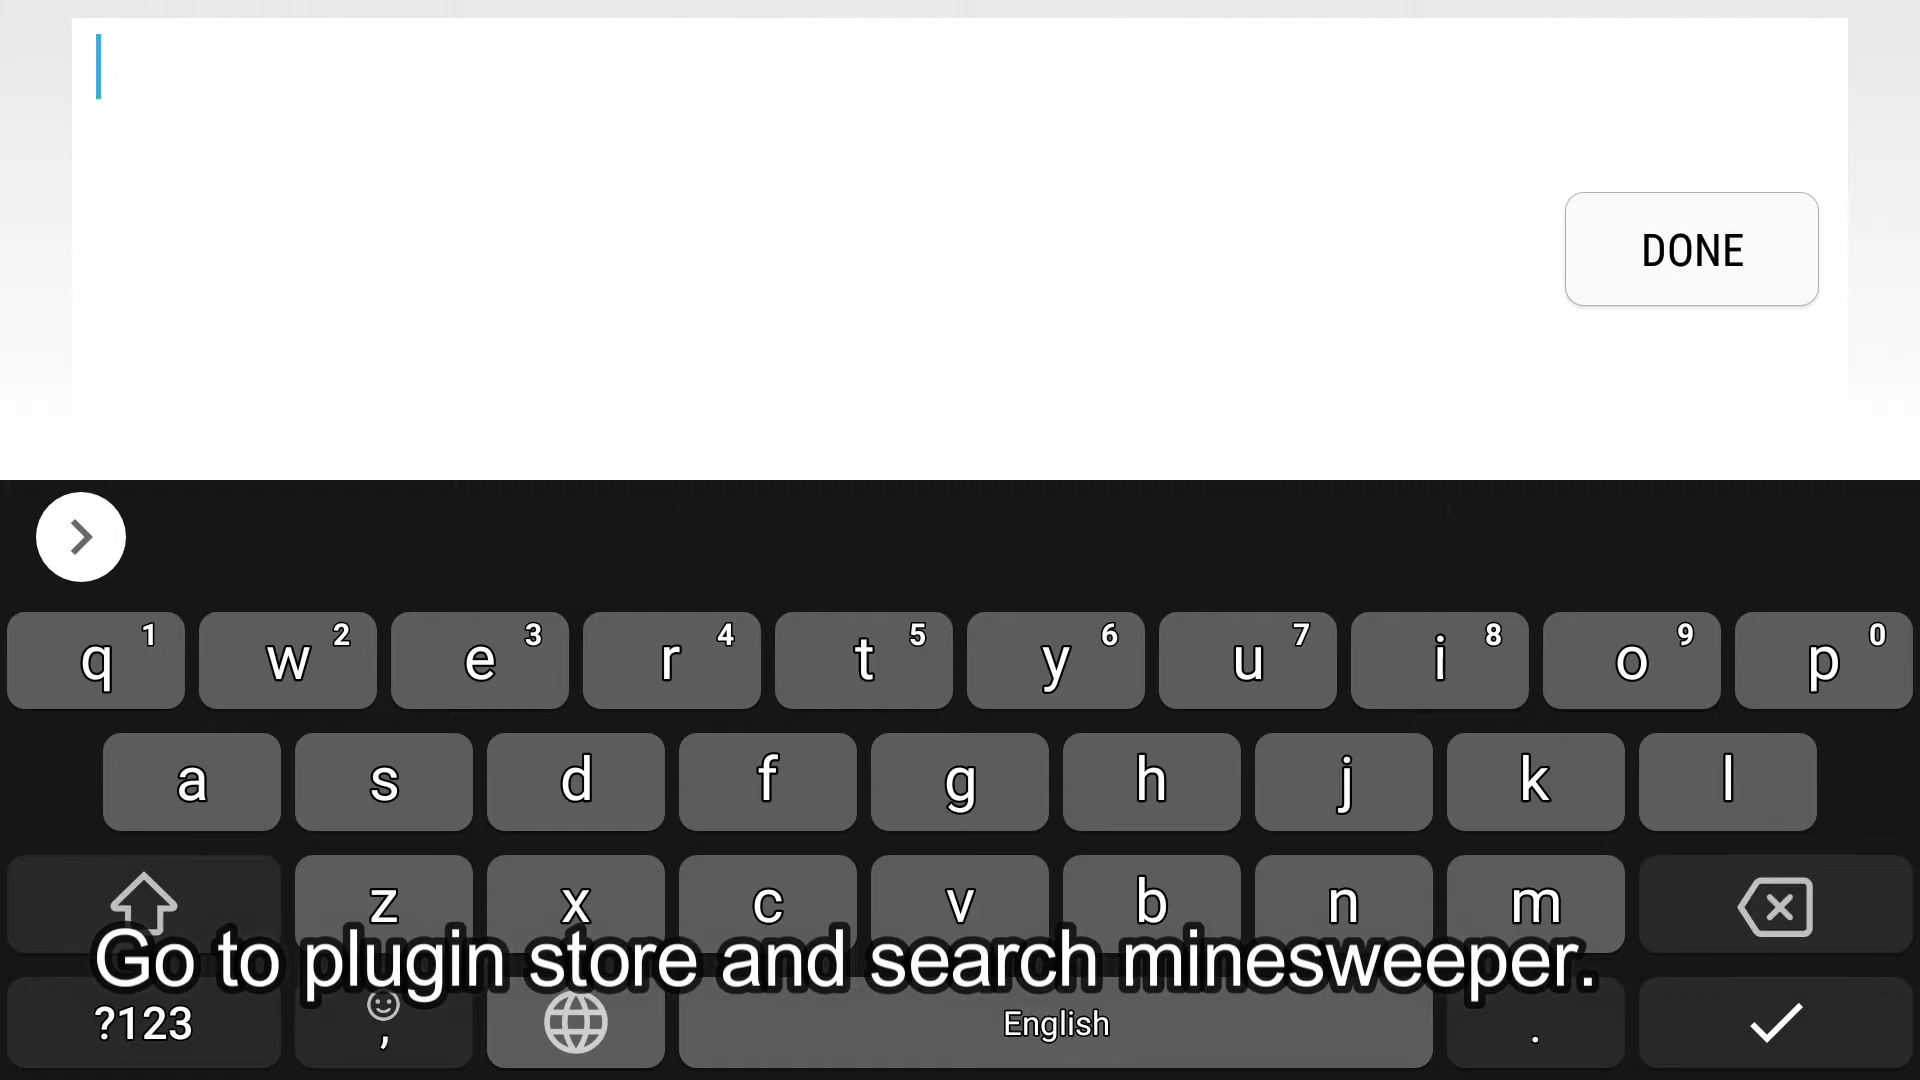 DONE
q 1 w 2 e 3 r 4 t 5 y 6 u 7 i 8 o 9 p 0
a s d f g h j k l
z x c v b n m
Go to plugin store and search minesweeper.
?123 , English .